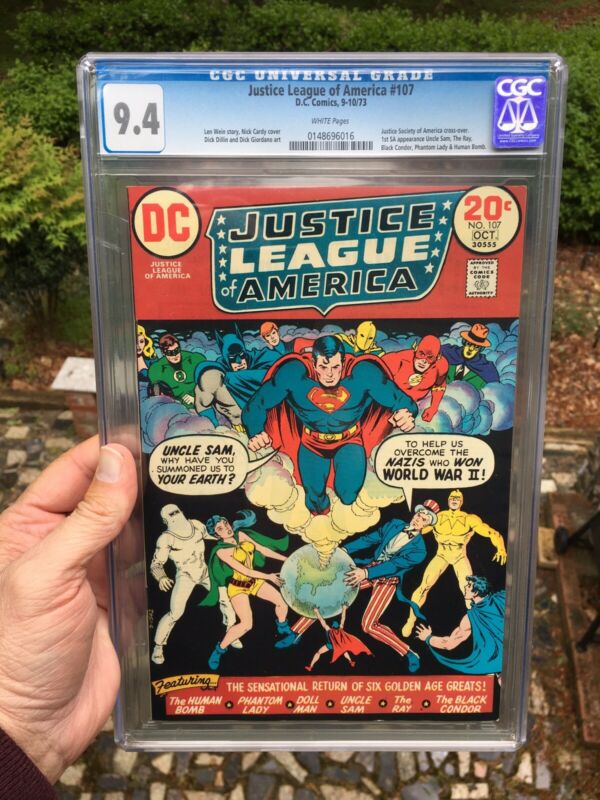 CGC UNIVERSAL GRADE
Justice League of America #107
D.C. Comics, 9-10/73
9.4
WHITE Pages
Len Wein story, Nick Cardy cover
Dick Dillin and Dick Giordano art
0148696016
Justice Society of America cross-over.
1st SA appearance Uncle Sam, The Ray,
Black Condor, Phantom Lady & Human Bomb.
CGC
DC
JUSTICE
LEAGUE
OF AMERICA
JUSTICE
LEAGUE
of AMERICA
20¢
NO. 107
OCT.
30555
APPROVED
BY THE
COMICS
CODE
AUTHORITY
UNCLE SAM,
WHY HAVE YOU
SUMMONED US TO
YOUR EARTH?
TO HELP US
OVERCOME THE
NAZIS WHO WON
WORLD WAR II!
Featuring...
THE SENSATIONAL RETURN OF SIX GOLDEN AGE GREATS!
The HUMAN BOMB
★ PHANTOM LADY
★ DOLL MAN
★ UNCLE SAM
★ The RAY
★ The BLACK CONDOR